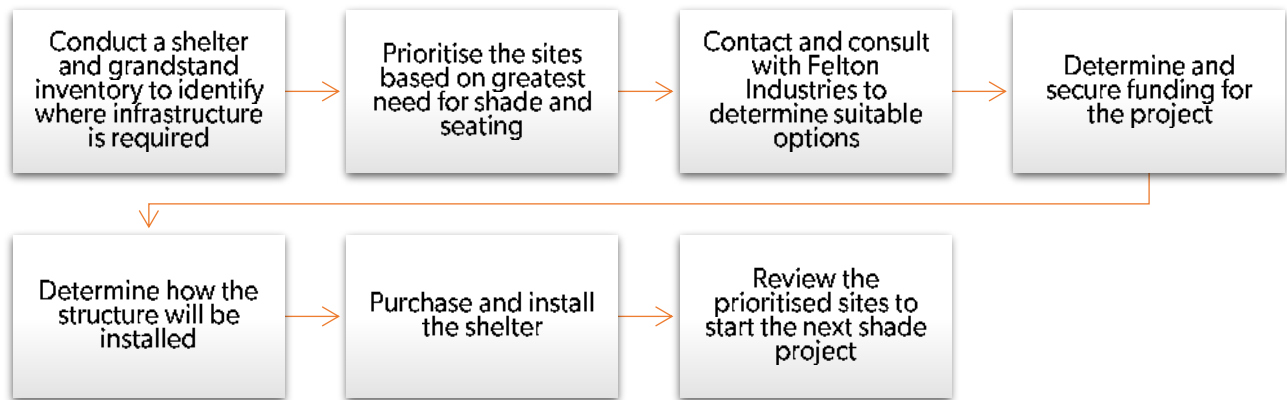 Conduct a shelter
and grandstand
inventory to identify
where infrastructure
is required
Prioritise the sites
based on greatest
need for shade and
seating
Contact and consult
with Felton
Industries to
determine suitable
options
Determine and
secure funding for
the project
Determine how the
structure will be
installed
Purchase and install
the shelter
Review the
prioritised sites to
start the next shade
project